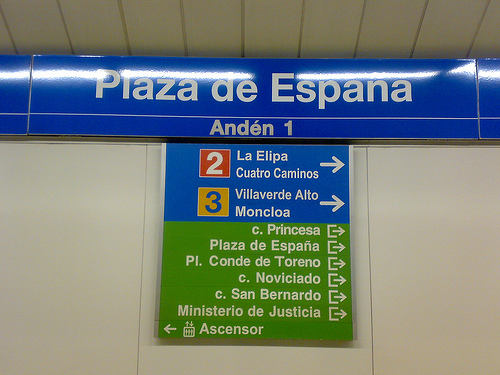 Plaza de España
Andén 1
2 La Elipa
Cuatro Caminos
3 Villaverde Alto
Moncloa
c. Princesa
Plaza de España
Pl. Conde de Toreno
c. Noviciado
c. San Bernardo
Ministerio de Justicia
Ascensor